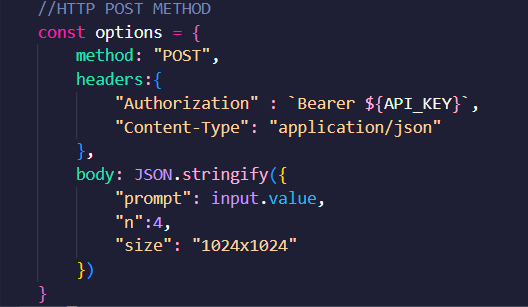 //HTTP POST METHOD
const options = {
method: "POST",
headers:{
"Authorization" : `Bearer ${API_KEY}`,
"Content-Type": "application/json"
},
body: JSON.stringify({
"prompt": input.value,
"n":4,
"size": "1024x1024"
})
}